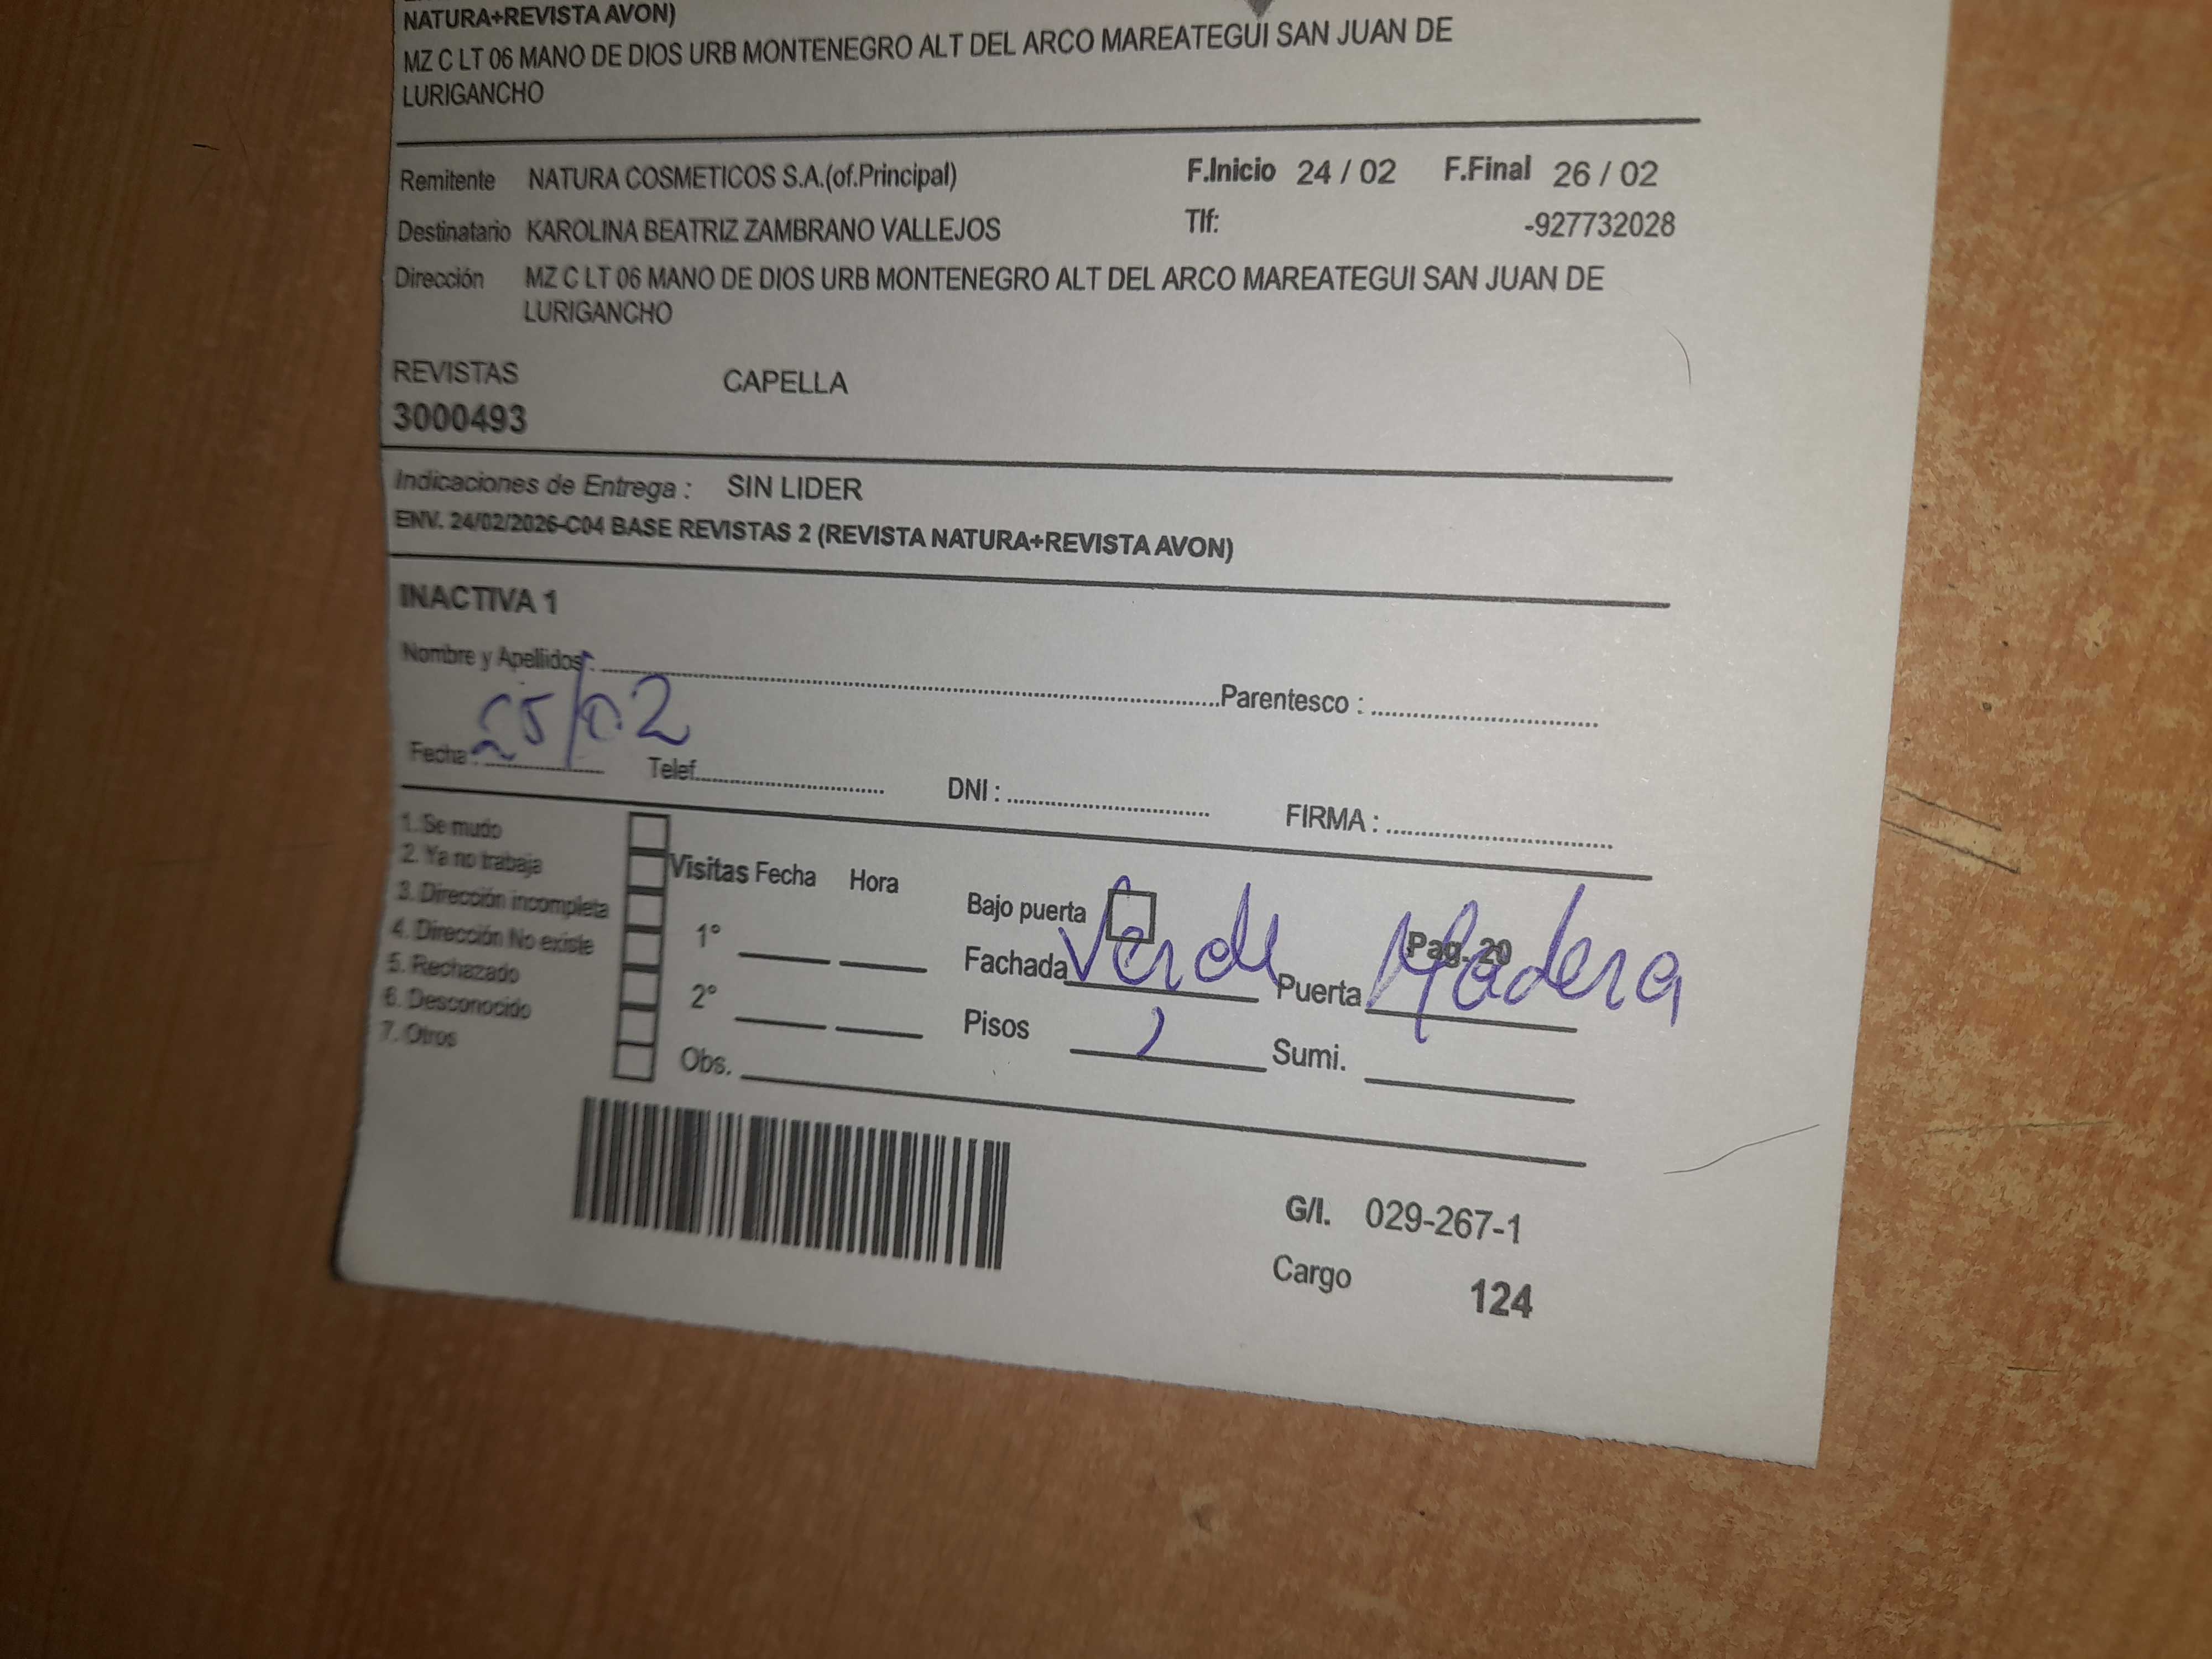 NATURA+REVISTA AVON)
MZ C LT 06 MANO DE DIOS URB MONTENEGRO ALT DEL ARCO MAREATEGUI SAN JUAN DE
LURIGANCHO
Remitente NATURA COSMETICOS S.A.(of.Principal) F.Inicio 24 / 02 F.Final 26 / 02
Destinatario KAROLINA BEATRIZ ZAMBRANO VALLEJOS Tlf: -927732028
Dirección MZ C LT 06 MANO DE DIOS URB MONTENEGRO ALT DEL ARCO MAREATEGUI SAN JUAN DE
LURIGANCHO
REVISTAS CAPELLA
3000493
Indicaciones de Entrega : SIN LIDER
ENV. 24/02/2026-C04 BASE REVISTAS 2 (REVISTA NATURA+REVISTA AVON)
INACTIVA 1
Nombre y Apellidos : Parentesco :
Fecha : 25/02 Telef. DNI : FIRMA :
1. Se mudo
2. Ya no trabaja
3. Dirección incompleta
4. Dirección No existe
5. Rechazado
6. Desconocido
7. Otros
Visitas Fecha Hora
1°
2°
Obs.
Bajo puerta Pag. 20
Fachada Verde Puerta Madera
Pisos Sumi.
G/I. 029-267-1
Cargo 124